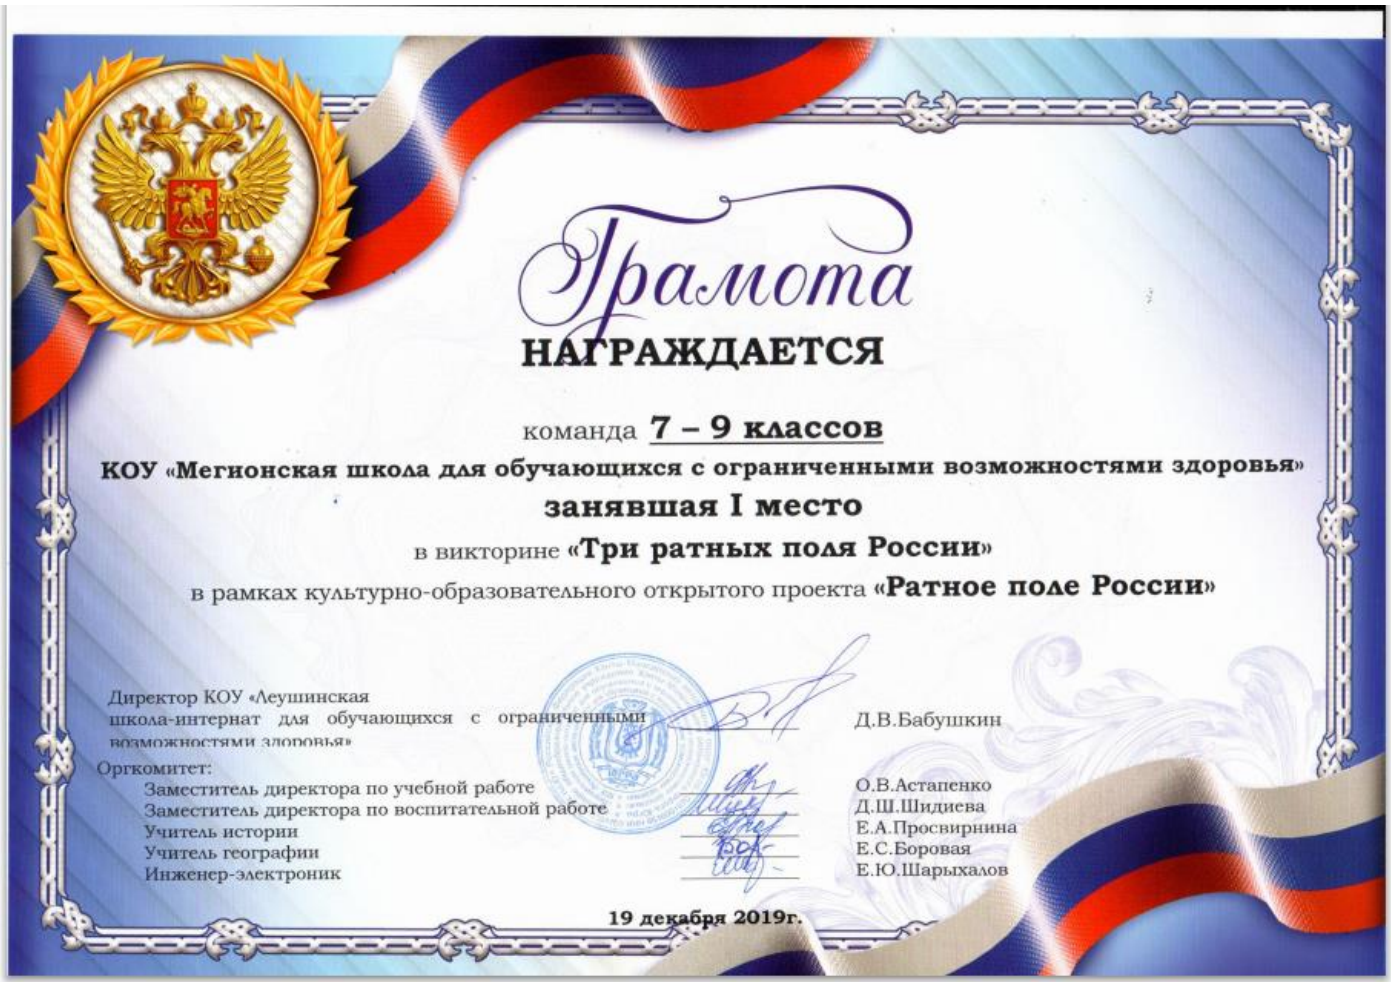 Грамота
НАГРАЖДАЕТСЯ
команда 7 – 9 классов
КОУ «Мегионская школа для обучающихся с ограниченными возможностями здоровья»
занявшая I место
в викторине «Три ратных поля России»
в рамках культурно-образовательного открытого проекта «Ратное поле России»
Директор КОУ «Леушинская
школа-интернат для обучающихся с ограниченными
возможностями здоровья»
Д.В.Бабушкин
Оргкомитет:
Заместитель директора по учебной работе О.В.Астапенко
Заместитель директора по воспитательной работе Д.Ш.Шидиева
Учитель истории Е.А.Просвирнина
Учитель географии Е.С.Боровая
Инженер-электроник Е.Ю.Шарыхалов
19 декабря 2019г.